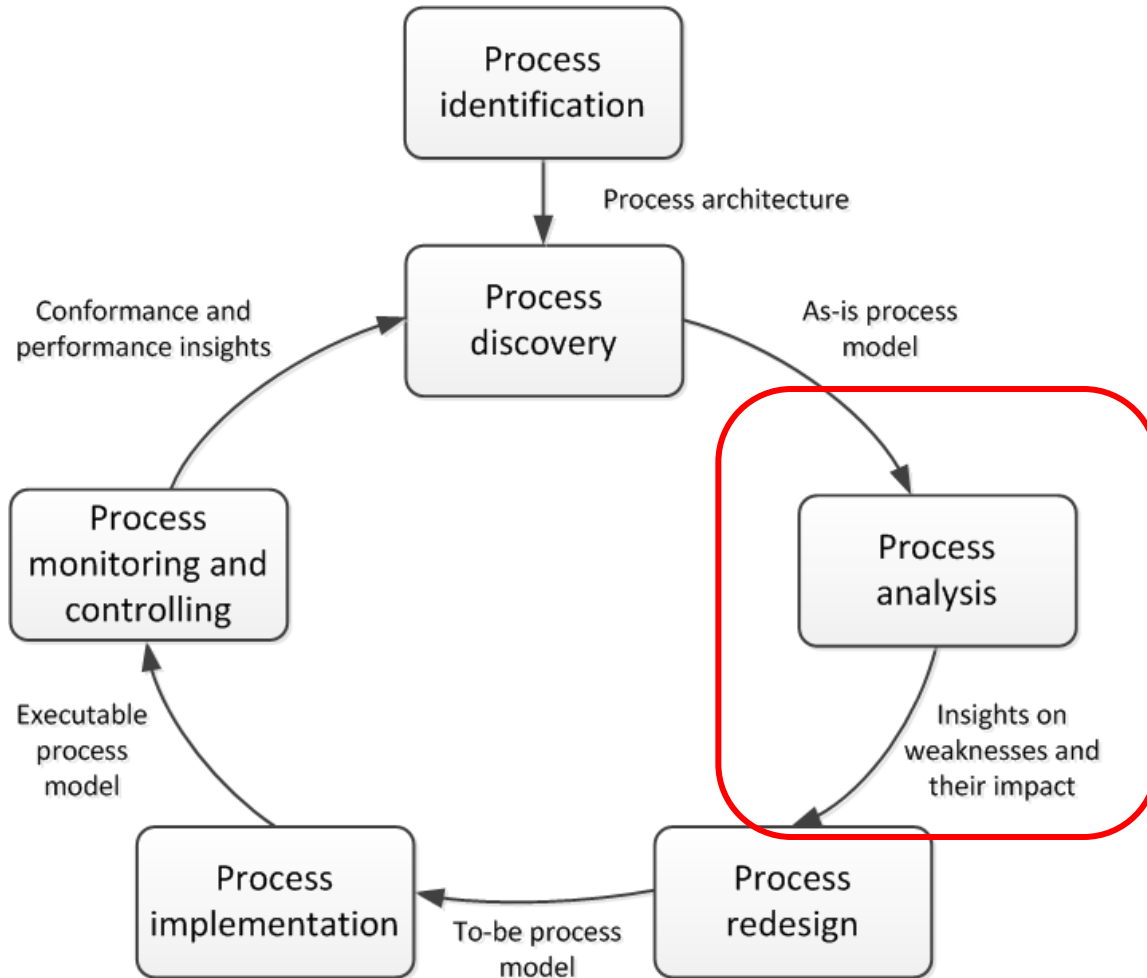 Process
identification
Process architecture
Process
discovery
Conformance and
performance insights
As-is process
model
Process
monitoring and
controlling
Process
analysis
Executable
process
model
Insights on
weaknesses and
their impact
Process
implementation
To-be process
model
Process
redesign